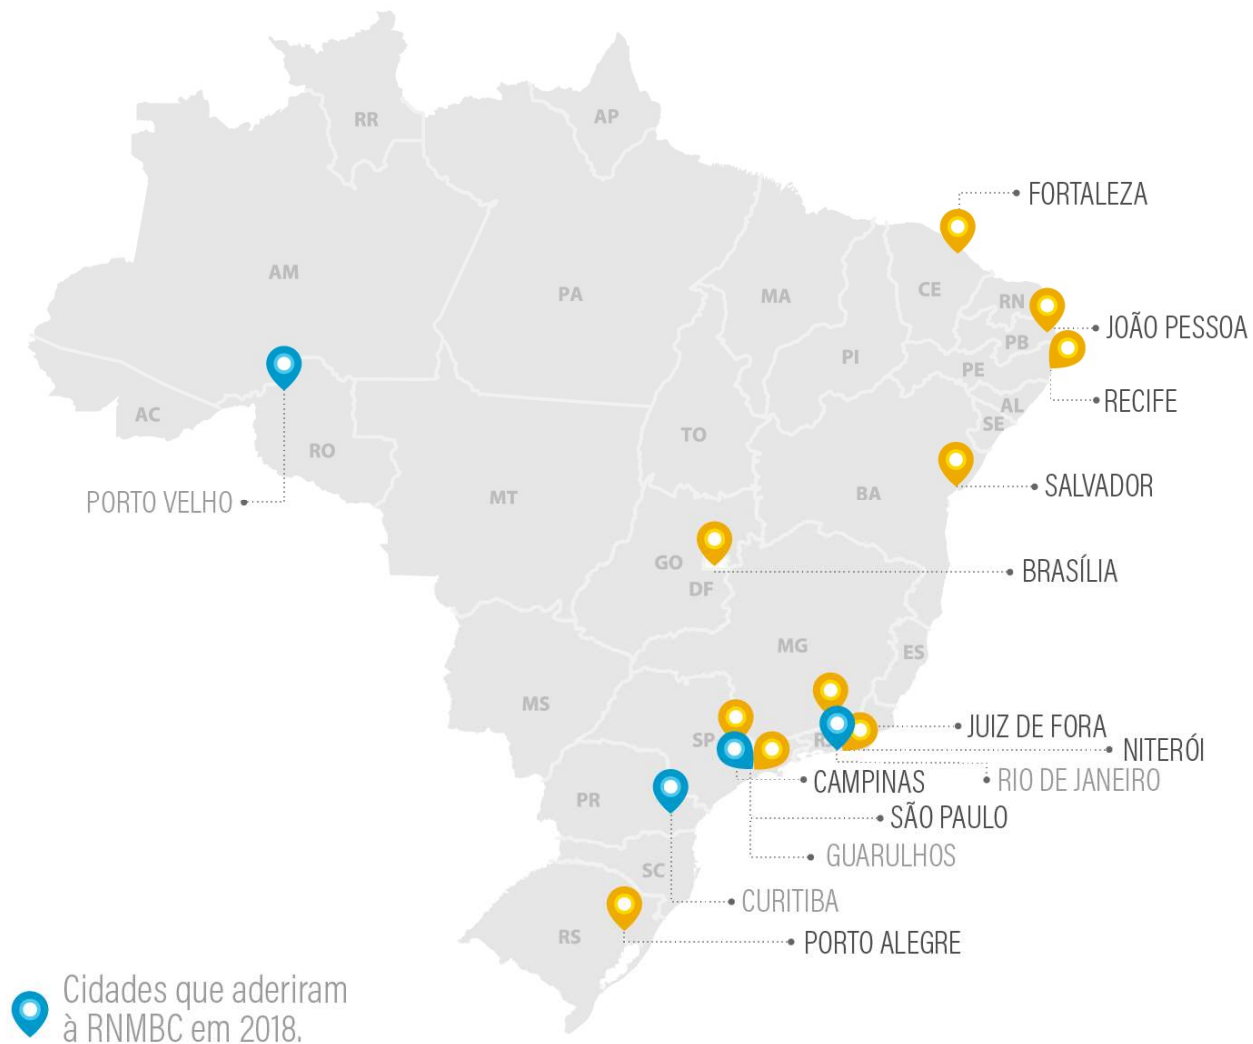 RR
AP
FORTALEZA
AM
PA
MA
CE
RN
JOÃO PESSOA
PI
PB
PE
RECIFE
AC
AL
SE
RO
TO
SALVADOR
PORTO VELHO
MT
BA
GO
BRASÍLIA
DF
MG
ES
MS
SP
JUIZ DE FORA
NITERÓI
CAMPINAS
RIO DE JANEIRO
PR
SÃO PAULO
GUARULHOS
SC
CURITIBA
RS
PORTO ALEGRE
Cidades que aderiram
à RNMBC em 2018.